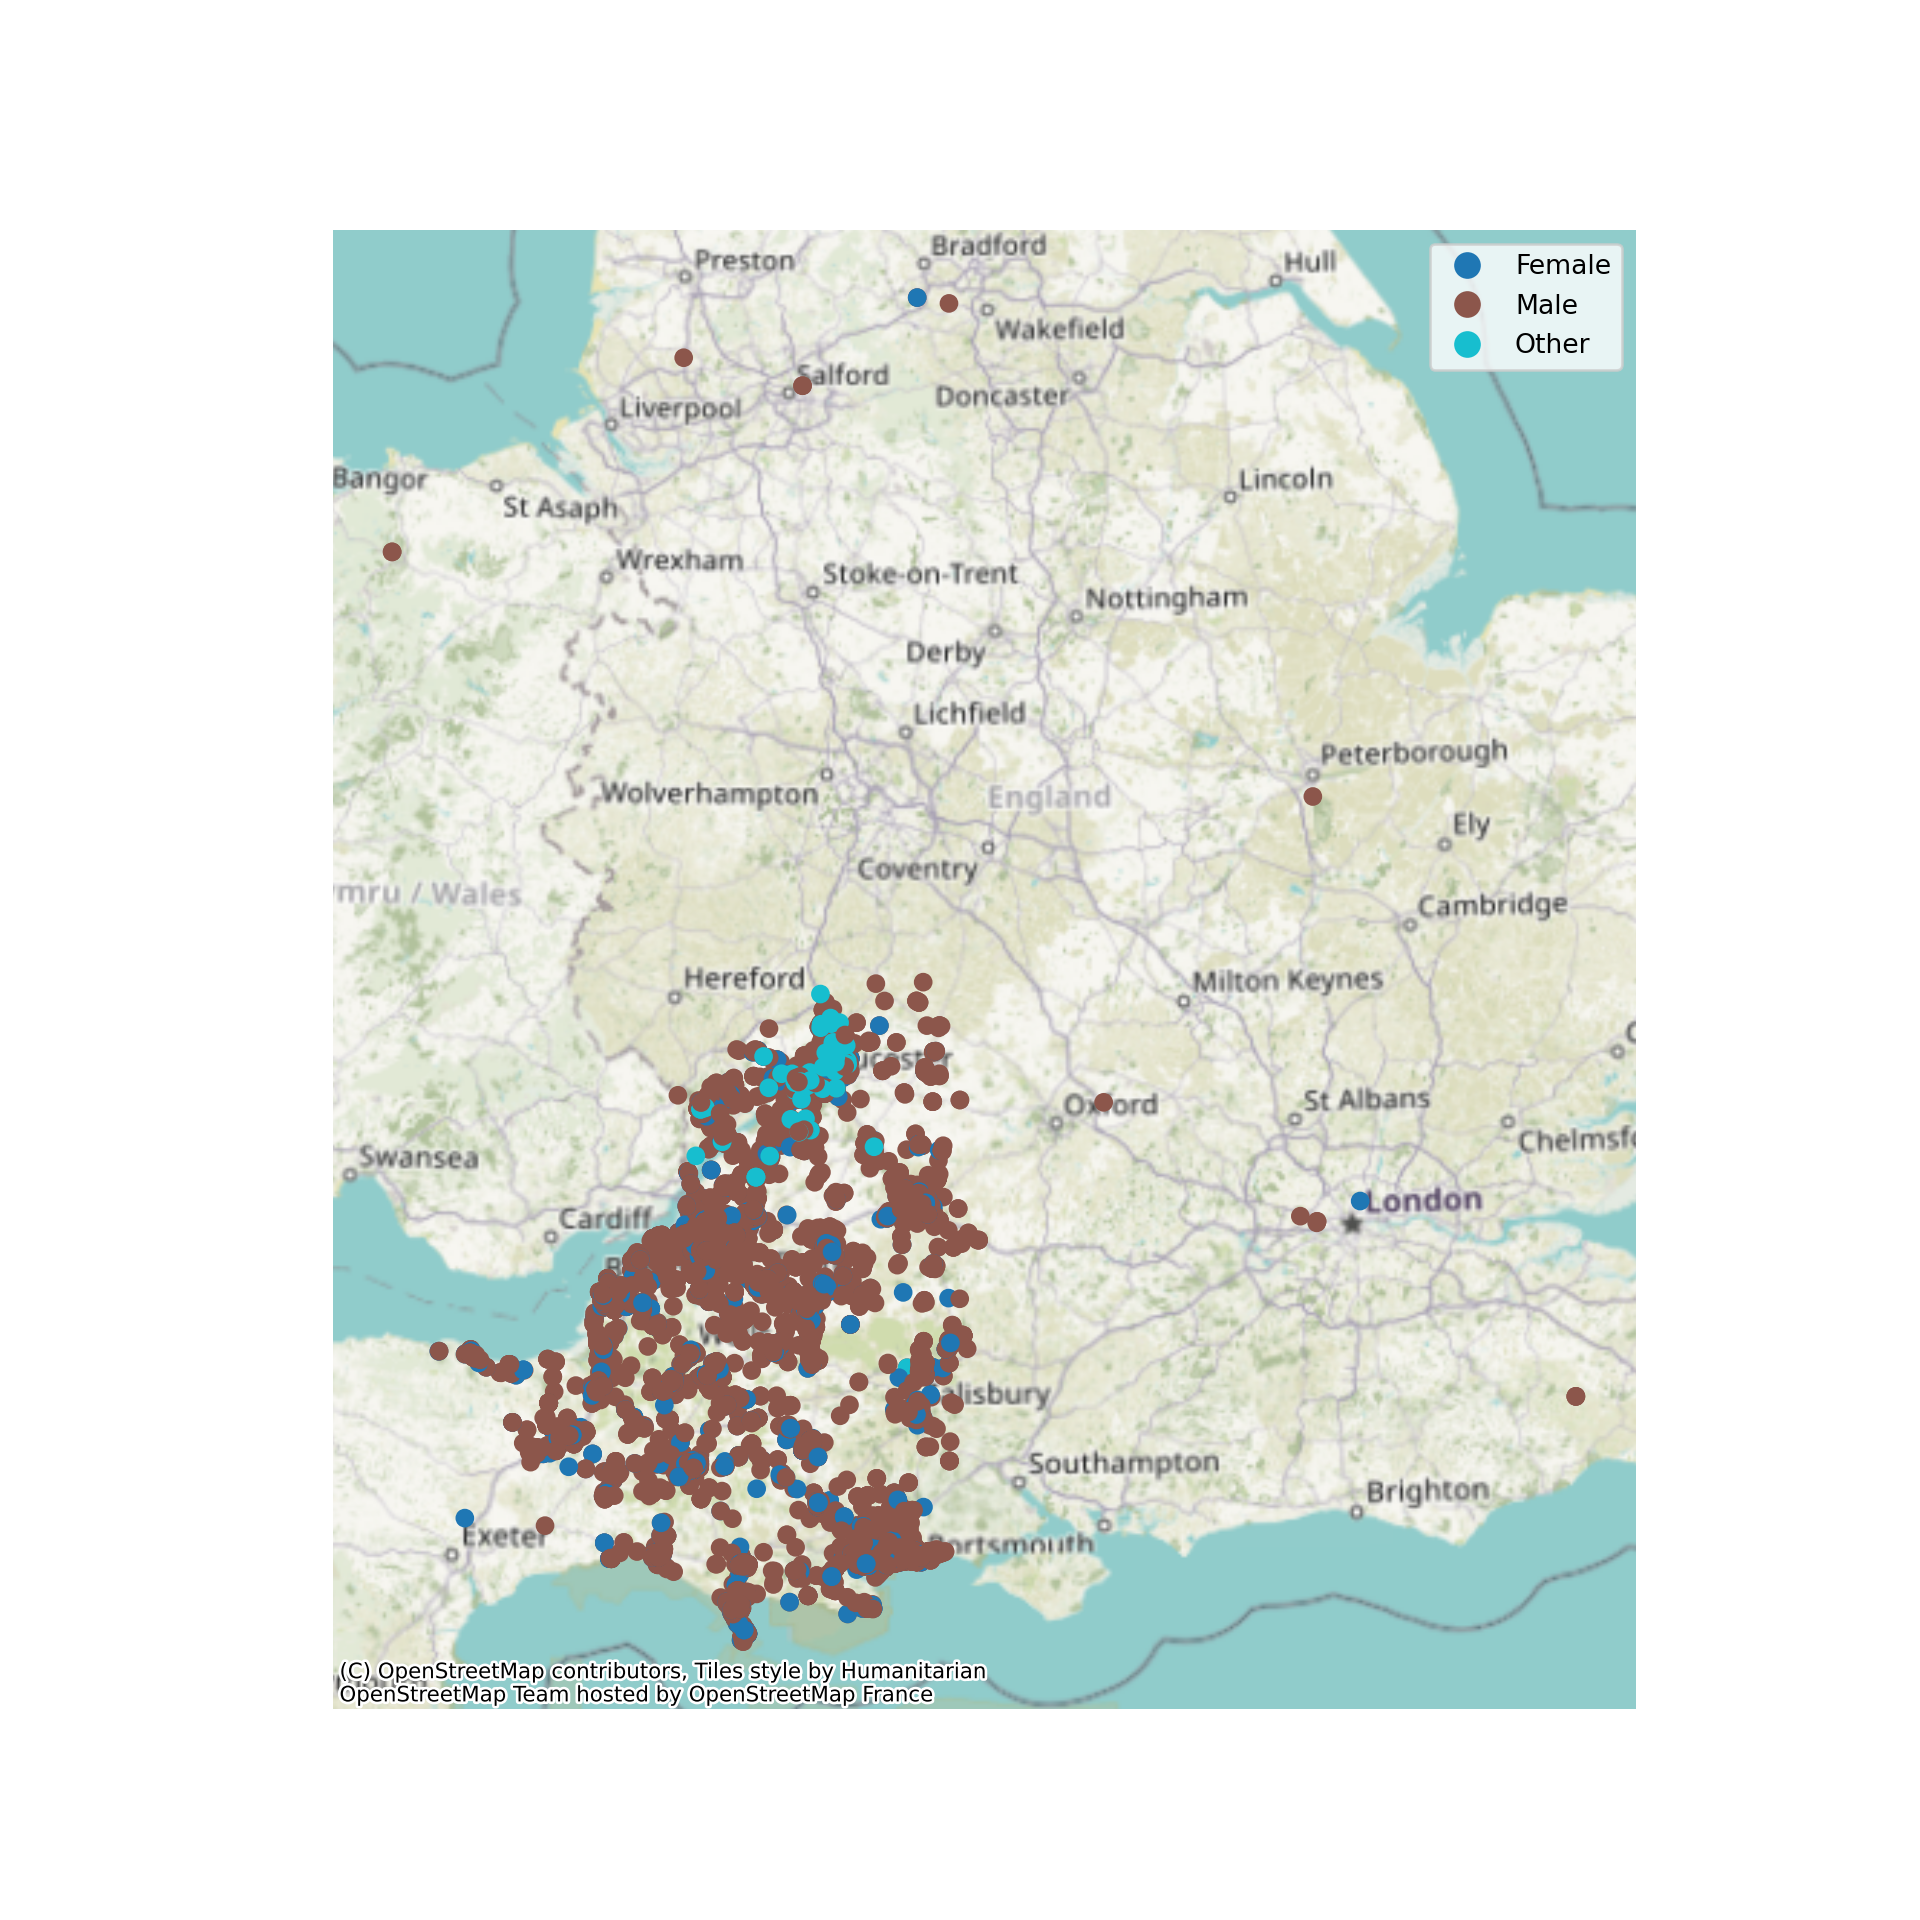 Preston
Bradford
Hull
Female
Male
Other
Wakefield
Salford
Doncaster
Liverpool
Bangor
St Asaph
Lincoln
Wrexham
Stoke-on-Trent
Nottingham
Derby
Lichfield
Peterborough
Wolverhampton
England
Ely
Coventry
mru / Wales
Cambridge
Hereford
Milton Keynes
Oxford
St Albans
Chelmsfo
Swansea
London
Cardiff
alisbury
Southampton
Brighton
Exeter
ortsmouth
(C) OpenStreetMap contributors, Tiles style by Humanitarian
OpenStreetMap Team hosted by OpenStreetMap France